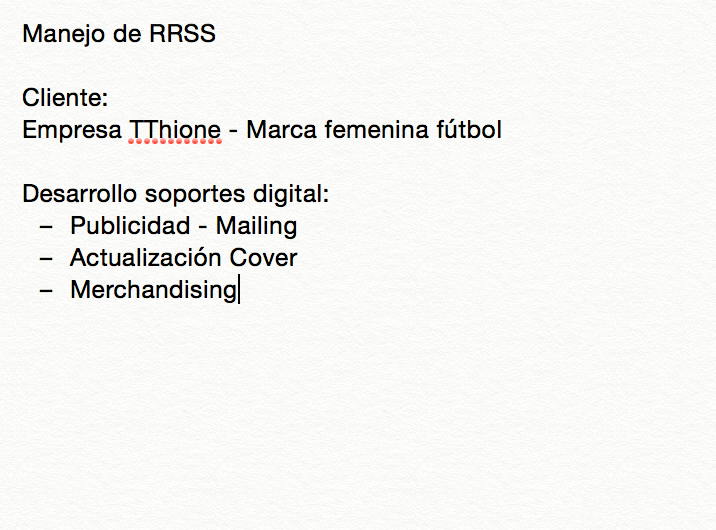 Manejo de RRSS
Cliente:
Empresa TThione - Marca femenina fútbol
Desarrollo soportes digital:
– Publicidad - Mailing
– Actualización Cover
– Merchandising